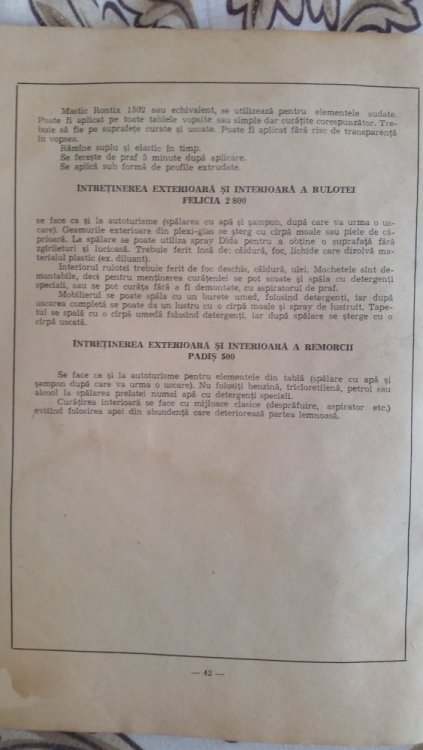 Mastic Rontix 1502 sau echivalent, se utilizează pentru elementele sudate.
Poate fi aplicat pe toate tablele vopsite sau simple dar curățite corespunzător. Tre-
buie să fie pe suprafețe curate și uscate. Poate fi aplicat fără risc de transparență
în vopsea.
Rămîne suplu și elastic în timp.
Se ferește de praf 5 minute după aplicare.
Se aplică sub formă de profile extrudate.
ÎNTREȚINEREA EXTERIOARĂ ȘI INTERIOARĂ A RULOTEI
FELICIA 2 800
se face ca și la autoturisme (spălarea cu apă și șampon, după care va urma o us-
care). Geamurile exterioare din plexi-glas se șterg cu cîrpă moale sau piele de că-
prioară. La spălare se poate utiliza spray Dida pentru a obține o suprafață fără
zgîrîeturi și lucioasă. Trebuie ferit însă de: căldură, foc, lichide care dizolvă ma-
terialul plastic (ex. diluant).
Interiorul rulotei trebuie ferit de foc deschis, căldură, ulei. Mochetele sînt de-
montabile, deci pentru menținerea curățeniei se pot scoate și spăla cu detergenți
speciali, sau se pot curăța fără a fi demontate, cu aspiratorul de praf.
Mobilierul se poate spăla cu un burete umed, folosind detergenți, iar după
uscarea completă se poate da un lustru cu o cîrpă moale și spray de lustruit. Tape-
tul se spală cu o cîrpă umedă folosind detergenți, iar după spălare se șterge cu o
cîrpă uscată.
ÎNTREȚINEREA EXTERIOARĂ ȘI INTERIOARĂ A REMORCII
PADIȘ 500
Se face ca și la autoturisme pentru elementele din tablă (spălare cu apă și
șampon după care va urma o uscare). Nu folosiți benzină, tricloretilenă, petrol sau
alcool la spălarea prelatei numai apă cu detergenți speciali.
Curățirea interioară se face cu mijloace clasice (desprăfuire, aspirator etc.)
evitînd folosirea apei din abundență care deteriorează partea lemnoasă.
— 42 —